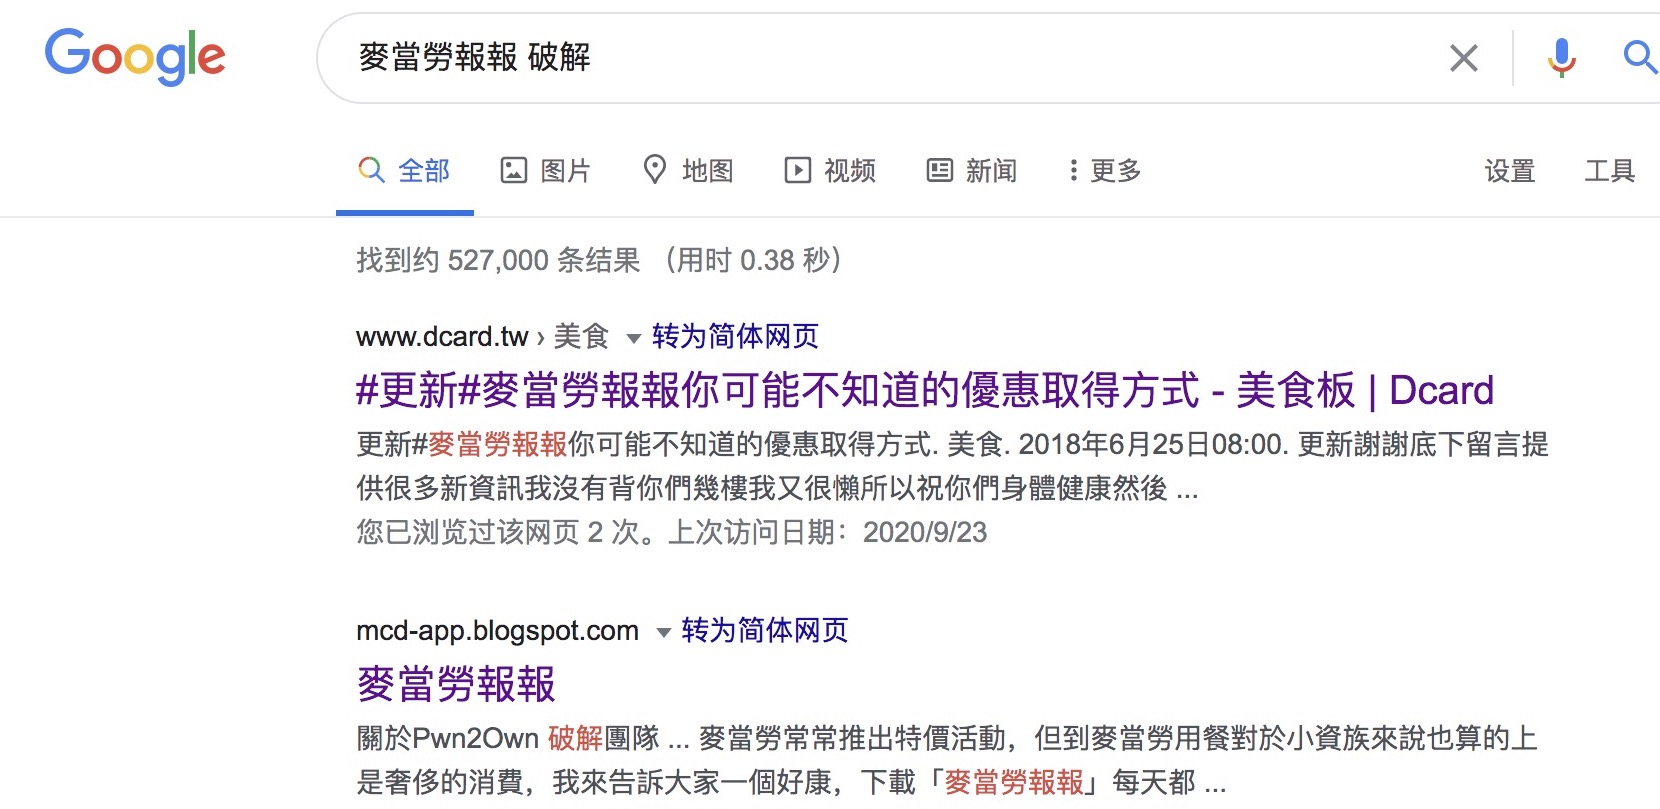 Google
麥當勞報報 破解
全部 图片 地图 视频 新闻 更多 设置 工具
找到约 527,000 条结果 （用时 0.38 秒）
www.dcard.tw › 美食 转为简体网页
#更新#麥當勞報報你可能不知道的優惠取得方式 - 美食板 | Dcard
更新#麥當勞報報你可能不知道的優惠取得方式. 美食. 2018年6月25日08:00. 更新謝謝底下留言提
供很多新資訊我沒有背你們幾樓我又很懶所以祝你們身體健康然後 ...
您已浏览过该网页 2 次。上次访问日期：2020/9/23
mcd-app.blogspot.com 转为简体网页
麥當勞報報
關於Pwn2Own 破解團隊 ... 麥當勞常常推出特價活動，但到麥當勞用餐對於小資族來說也算的上
是奢侈的消費，我來告訴大家一個好康，下載「麥當勞報報」每天都 ...